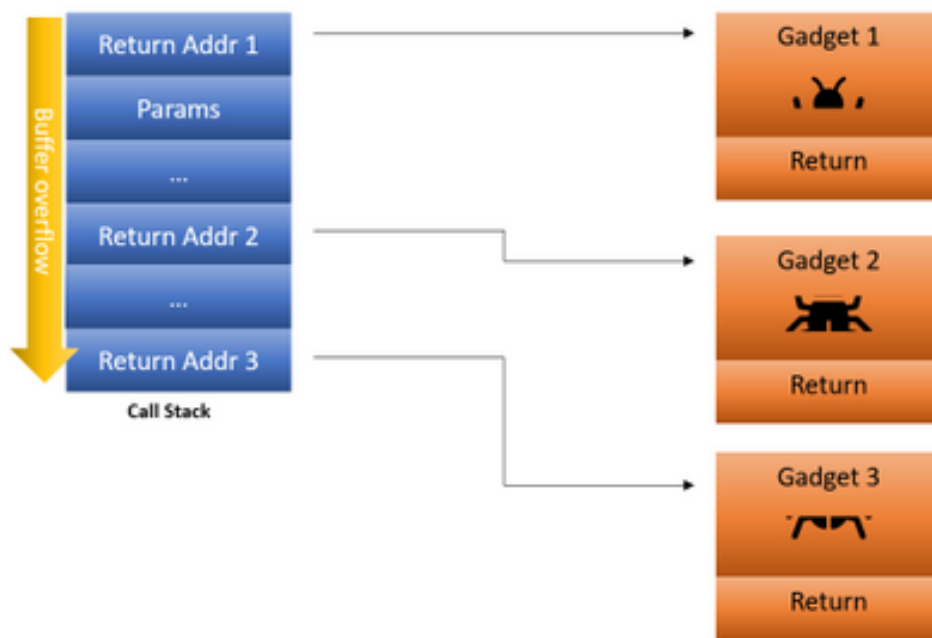 Buffer overflow
Return Addr 1
Params
...
Return Addr 2
...
Return Addr 3
Call Stack
Gadget 1
Return
Gadget 2
Return
Gadget 3
Return